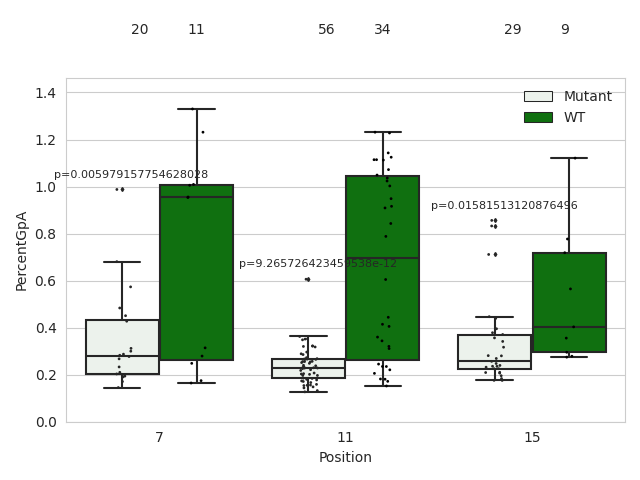 20 11 56 34 29 9
1.4
Mutant
WT
1.2
p=0.005979157754628028
1.0
p=0.01581513120876496
0.8
p=9.265726423459538e-12
0.6
0.4
0.2
0.0
PercentGpA
7 11 15
Position